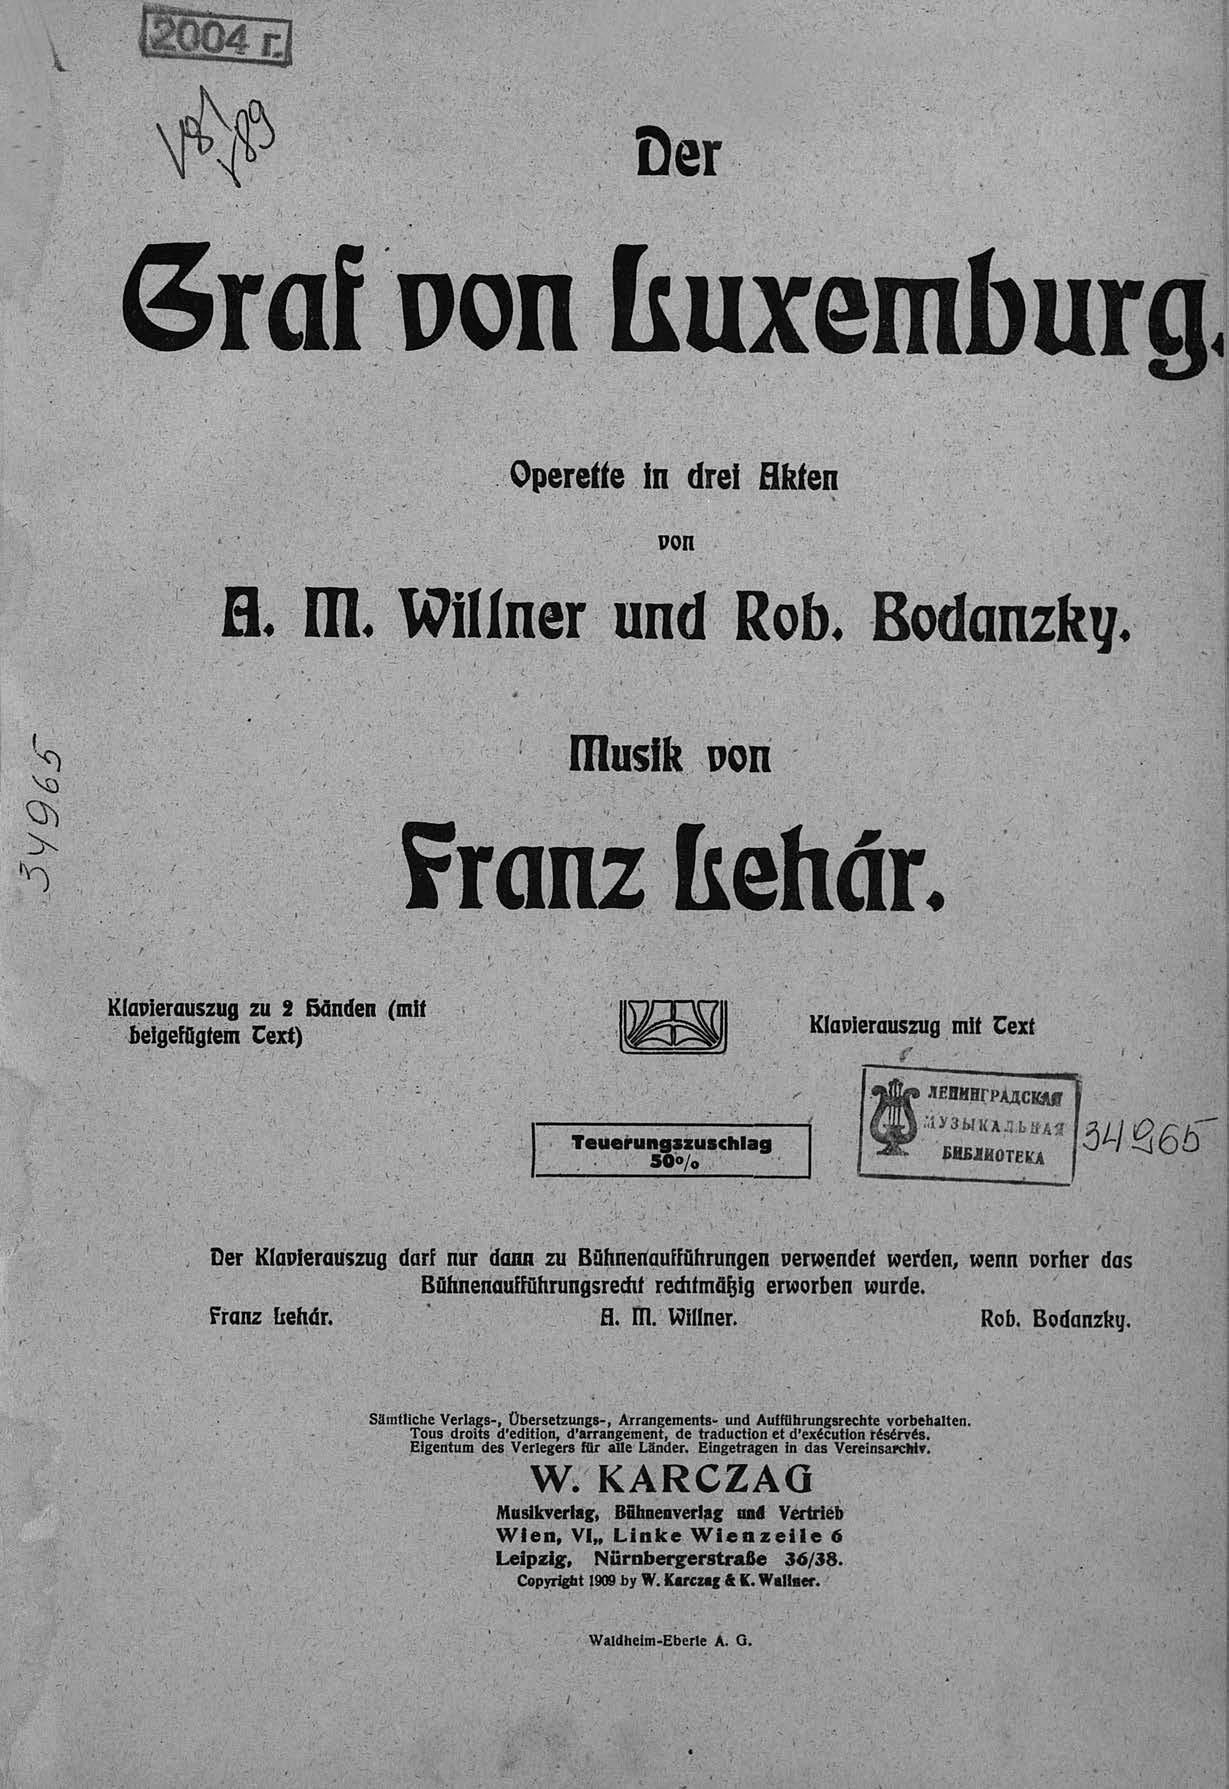 2004 г.
V81
V89
Der
Graf von Luxemburg.
Operette in drei Akten
von
A. M. Willner und Rob. Bodanzky.
Musik von
Franz Lehár.
34965
Klavierauszug zu 2 Händen (mit
beigefügtem Text)
Klavierauszug mit Text
ЛЕНИНГРАДСКАЯ
МУЗЫКАЛЬНАЯ
БИБЛИОТЕКА
34965
Teuerungszuschlag
50%
Der Klavierauszug darf nur dann zu Bühnenaufführungen verwendet werden, wenn vorher das
Bühnenaufführungsrecht rechtmäßig erworben wurde.
Franz Lehár. A. M. Willner. Rob. Bodanzky.
Sämtliche Verlags-, Übersetzungs-, Arrangements- und Aufführungsrechte vorbehalten.
Tous droits d'edition, d'arrangement, de traduction et d'exécution résérvés.
Eigentum des Verlegers für alle Länder. Eingetragen in das Vereinsarchiv.
W. KARCZAG
Musikverlag, Bühnenverlag und Vertrieb
Wien, VI,, Linke Wienzeile 6
Leipzig, Nürnbergerstraße 36/38.
Copyright 1909 by W. Karczag & K. Wallner.
Waldheim-Eberle A. G.